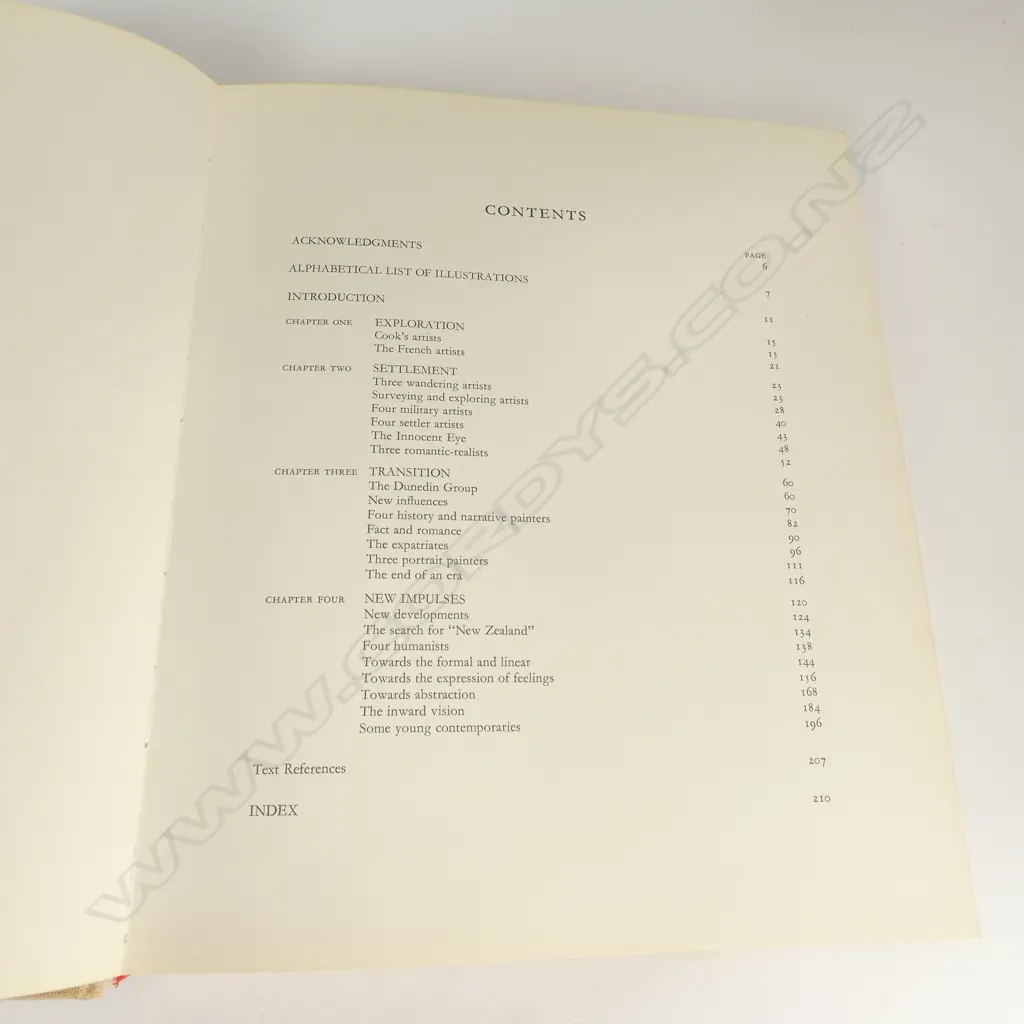 CONTENTS
PAGE
ACKNOWLEDGMENTS 6
ALPHABETICAL LIST OF ILLUSTRATIONS 7
INTRODUCTION 11
CHAPTER ONE EXPLORATION 15
Cook's artists 15
The French artists 21
CHAPTER TWO SETTLEMENT 23
Three wandering artists 23
Surveying and exploring artists 28
Four military artists 40
Four settler artists 43
The Innocent Eye 48
Three romantic-realists 52
CHAPTER THREE TRANSITION 60
The Dunedin Group 60
New influences 70
Four history and narrative painters 82
Fact and romance 90
The expatriates 96
Three portrait painters 111
The end of an era 116
CHAPTER FOUR NEW IMPULSES 120
New developments 124
The search for "New Zealand" 134
Four humanists 138
Towards the formal and linear 144
Towards the expression of feelings 156
Towards abstraction 168
The inward vision 184
Some young contemporaries 196
Text References 207
INDEX 210
WWW.CORDYS.CO.NZ